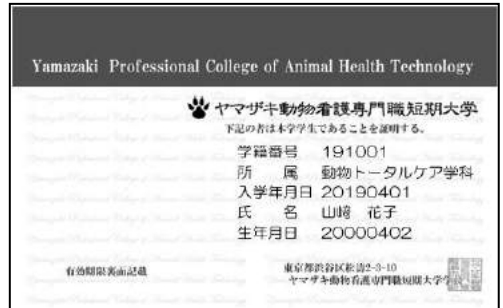 Yamazaki Professional College of Animal Health Technology
ヤマザキ動物看護専門職短期大学
下記の者は本学学生であることを証明する。
学籍番号 191001
所 属 動物トータルケア学科
入学年月日 20190401
氏 名 山﨑 花子
生年月日 20000402
有効期限裏面記載
東京都渋谷区松濤2-3-10
ヤマザキ動物看護専門職短期大学学